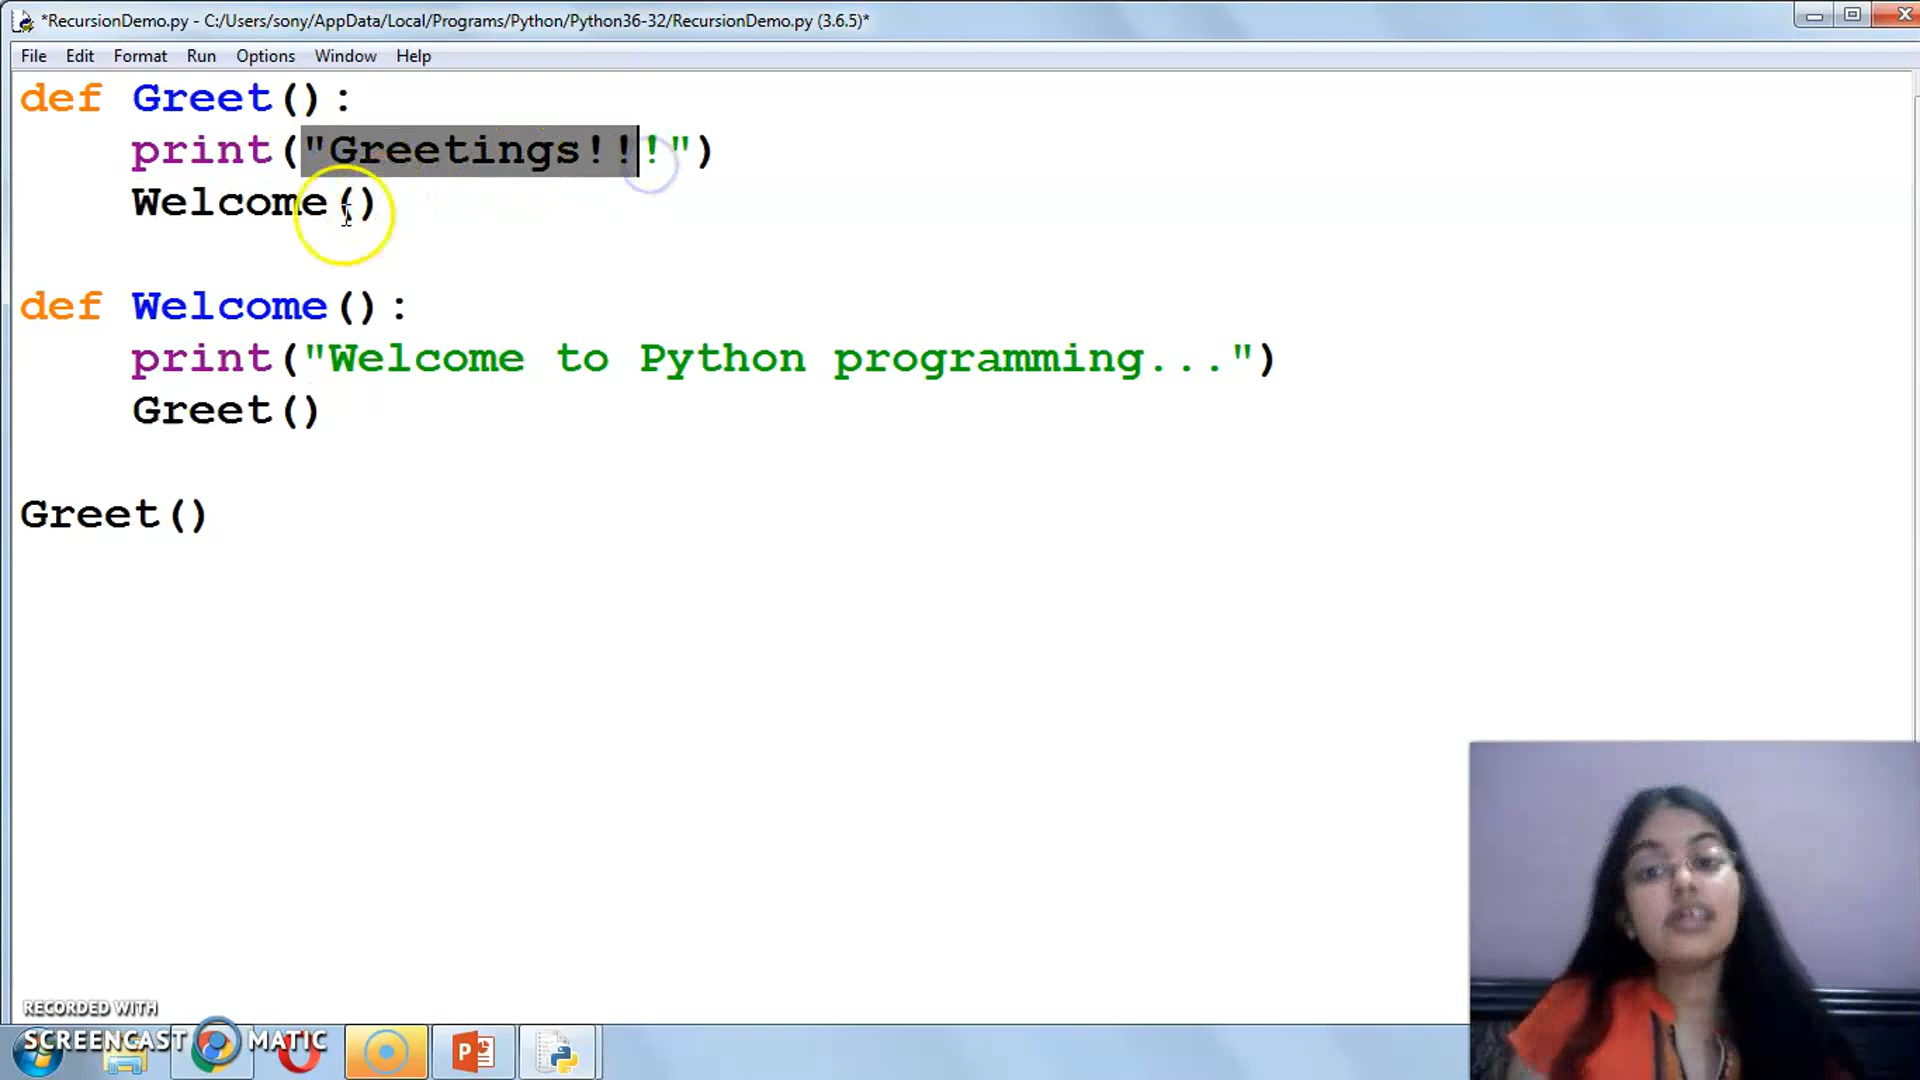 *RecursionDemo.py - C:/Users/sony/AppData/Local/Programs/Python/Python36-32/RecursionDemo.py (3.6.5)*
File Edit Format Run Options Window Help
def Greet():
    print("Greetings!!!")
    Welcome()
def Welcome():
    print("Welcome to Python programming...")
    Greet()
Greet()
RECORDED WITH
SCREENCAST MATIC